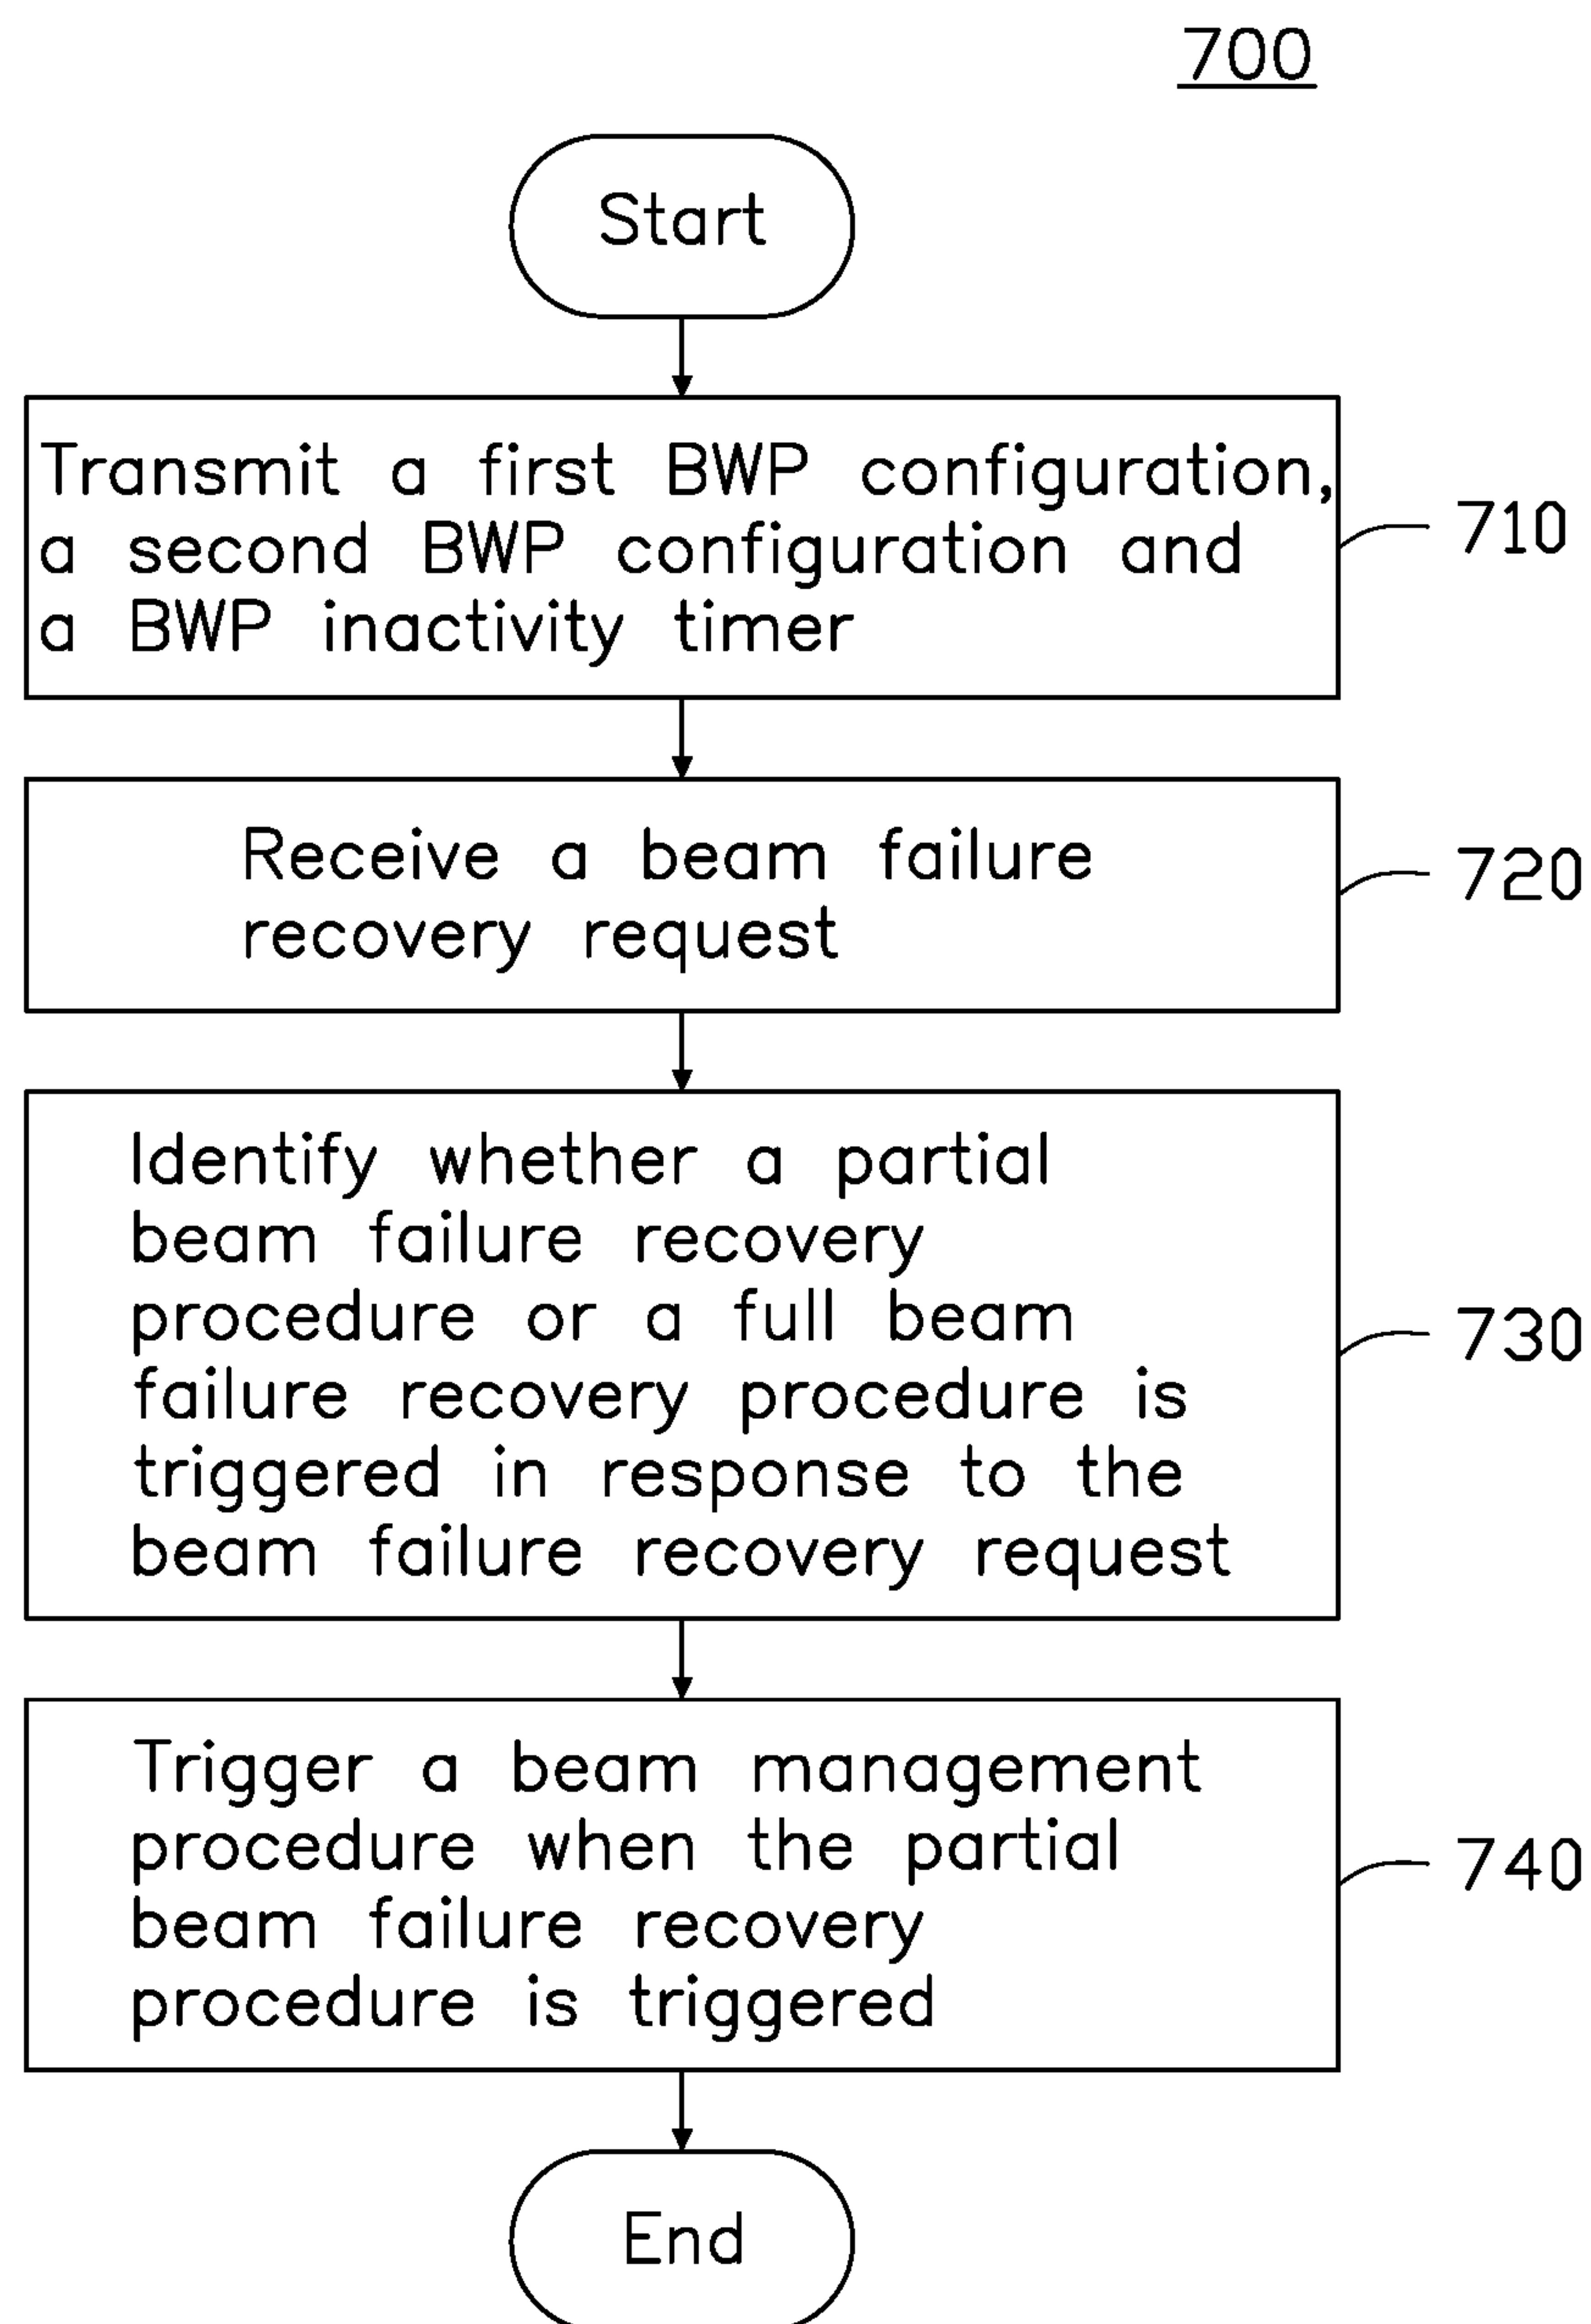 700
Start
Transmit a first BWP configuration,
a second BWP configuration and
a BWP inactivity timer
710
Receive a beam failure
recovery request
720
Identify whether a partial
beam failure recovery
procedure or a full beam
failure recovery procedure is
triggered in response to the
beam failure recovery request
730
Trigger a beam management
procedure when the partial
beam failure recovery
procedure is triggered
740
End